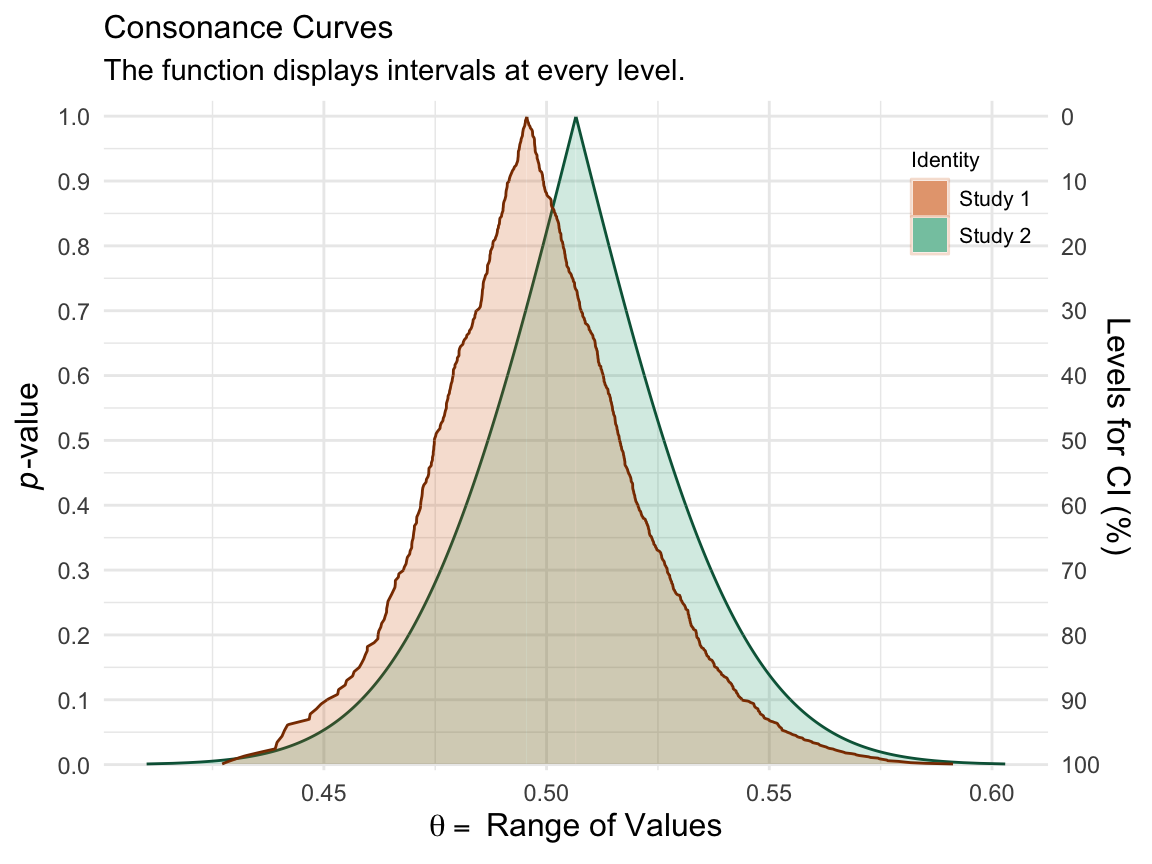 Consonance Curves
The function displays intervals at every level.
1.0
0.9
0.8
0.7
0.6
0.5
0.4
0.3
0.2
0.1
0.0
p-value
0
10
20
30
40
50
60
70
80
90
100
Levels for CI (%)
Identity
Study 1
Study 2
0.45 0.50 0.55 0.60
θ = Range of Values